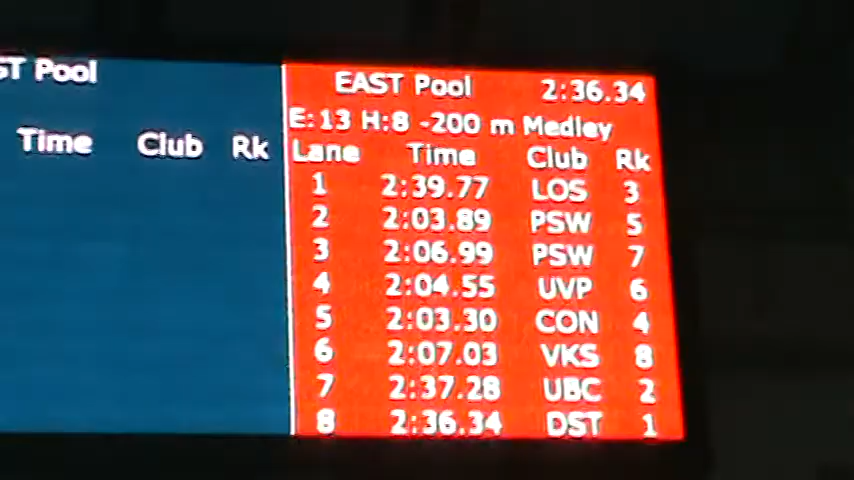 ST Pool
Time Club Rk
EAST Pool 2:36.34
E:13 H:8 -200 m Medley
Lane Time Club Rk
1 2:39.77 LOS 3
2 2:03.89 PSW 5
3 2:06.99 PSW 7
4 2:04.55 UVP 6
5 2:03.30 CON 4
6 2:07.03 VKS 8
7 2:37.28 UBC 2
8 2:36.34 DST 1